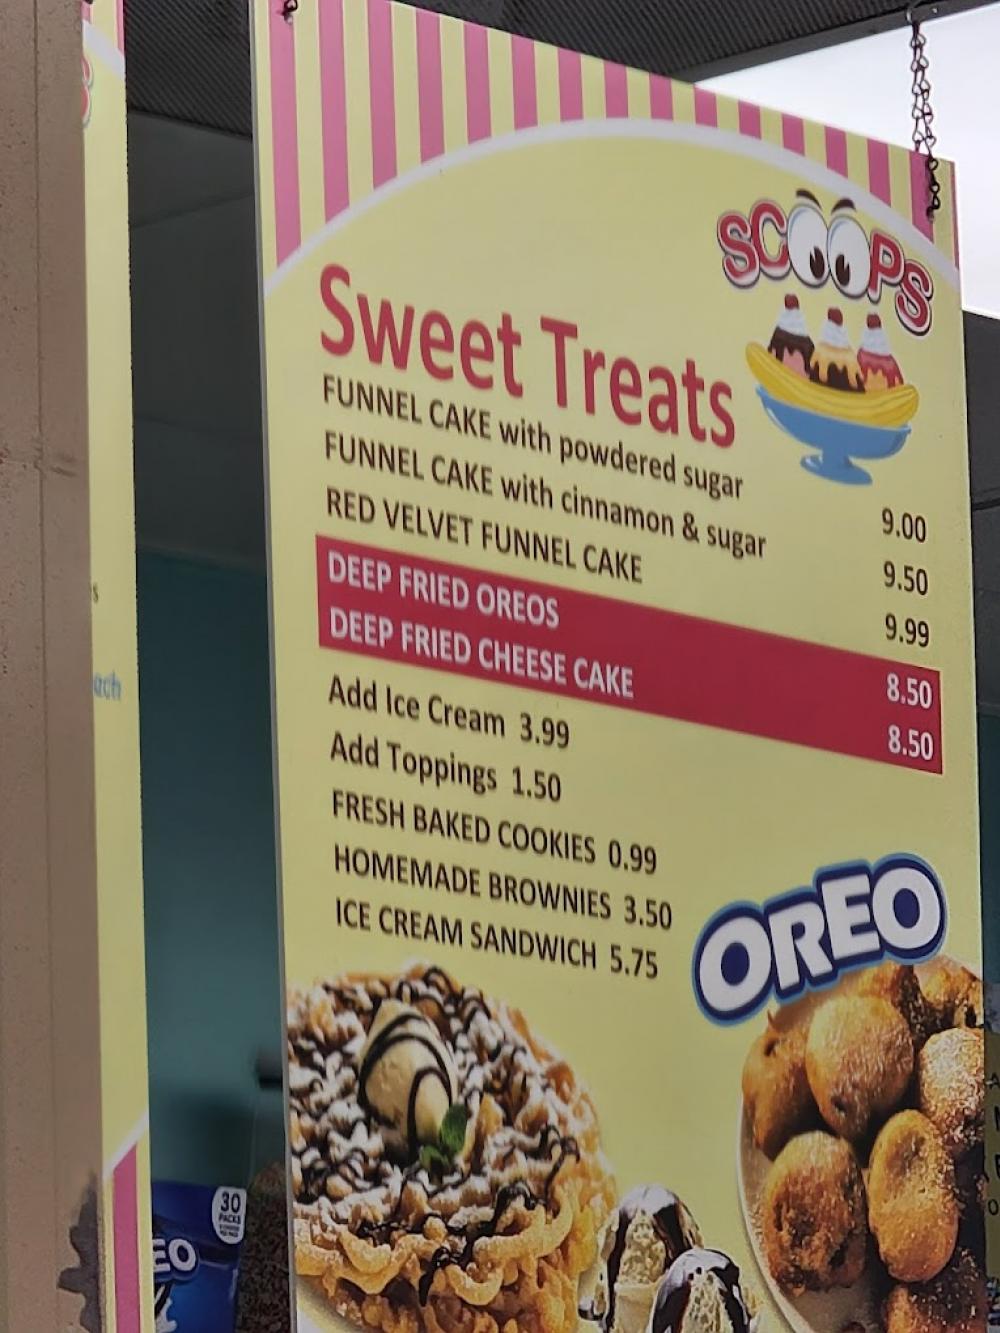 SCOOPS
Sweet Treats
FUNNEL CAKE with powdered sugar 9.00
FUNNEL CAKE with cinnamon & sugar 9.50
RED VELVET FUNNEL CAKE 9.99
DEEP FRIED OREOS 8.50
DEEP FRIED CHEESE CAKE 8.50
Add Ice Cream 3.99
Add Toppings 1.50
FRESH BAKED COOKIES 0.99
HOMEMADE BROWNIES 3.50
ICE CREAM SANDWICH 5.75
OREO
30
PACKS
EO
ach